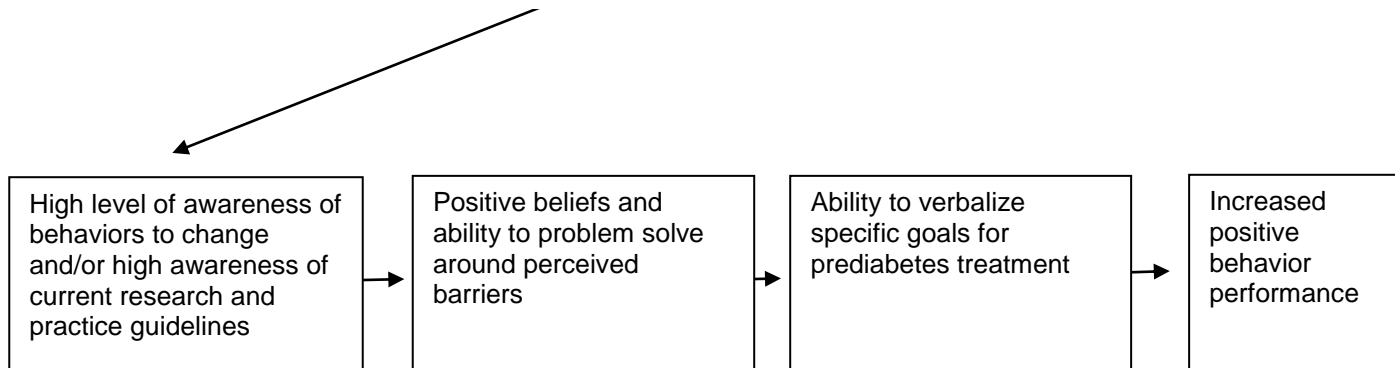 High level of awareness of
behaviors to change
and/or high awareness of
current research and
practice guidelines
Positive beliefs and
ability to problem solve
around perceived
barriers
Ability to verbalize
specific goals for
prediabetes treatment
Increased
positive
behavior
performance